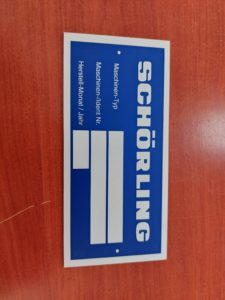 SCHÖRLING
Maschinen-Typ
Maschinen-Ident Nr.
Herstell-Monat / Jahr